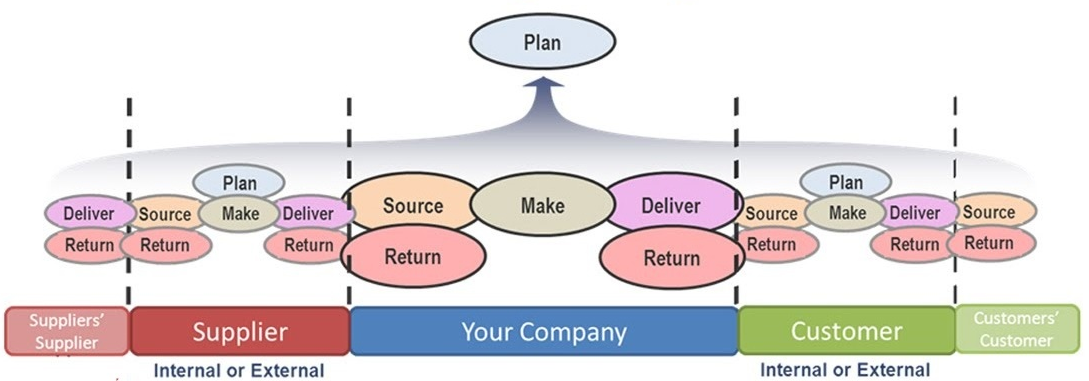 Plan
Plan
Plan
Deliver
Source
Make
Deliver
Source
Make
Deliver
Source
Make
Deliver
Source
Return
Return
Return
Return
Return
Return
Return
Return
Suppliers'
Supplier
Supplier
Your Company
Customer
Customers'
Customer
Internal or External
Internal or External